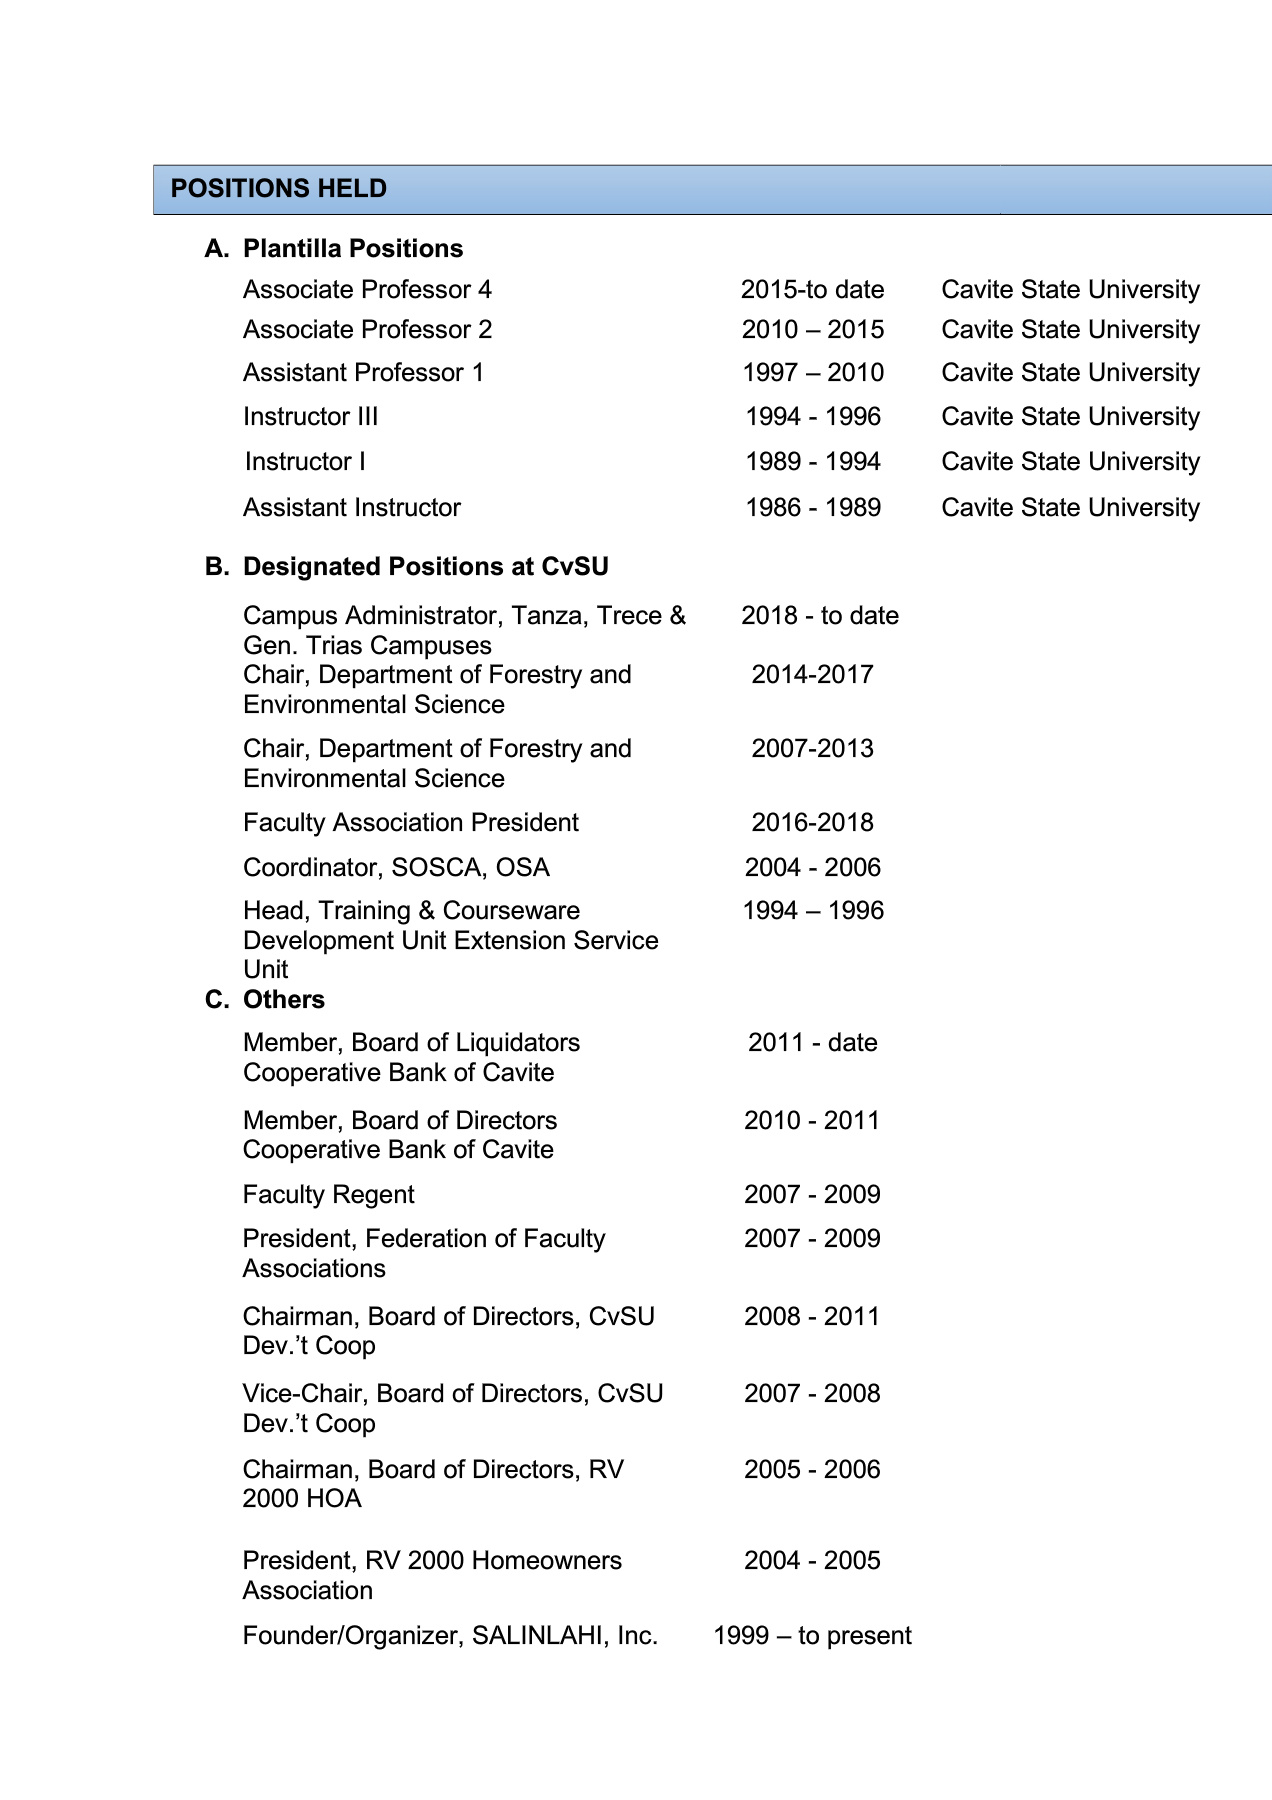 POSITIONS HELD
A. Plantilla Positions
Associate Professor 4 2015-to date Cavite State University
Associate Professor 2 2010 – 2015 Cavite State University
Assistant Professor 1 1997 – 2010 Cavite State University
Instructor III 1994 - 1996 Cavite State University
Instructor I 1989 - 1994 Cavite State University
Assistant Instructor 1986 - 1989 Cavite State University
B. Designated Positions at CvSU
Campus Administrator, Tanza, Trece & 2018 - to date
Gen. Trias Campuses
Chair, Department of Forestry and 2014-2017
Environmental Science
Chair, Department of Forestry and 2007-2013
Environmental Science
Faculty Association President 2016-2018
Coordinator, SOSCA, OSA 2004 - 2006
Head, Training & Courseware 1994 – 1996
Development Unit Extension Service
Unit
C. Others
Member, Board of Liquidators 2011 - date
Cooperative Bank of Cavite
Member, Board of Directors 2010 - 2011
Cooperative Bank of Cavite
Faculty Regent 2007 - 2009
President, Federation of Faculty 2007 - 2009
Associations
Chairman, Board of Directors, CvSU 2008 - 2011
Dev.’t Coop
Vice-Chair, Board of Directors, CvSU 2007 - 2008
Dev.’t Coop
Chairman, Board of Directors, RV 2005 - 2006
2000 HOA
President, RV 2000 Homeowners 2004 - 2005
Association
Founder/Organizer, SALINLAHI, Inc. 1999 – to present